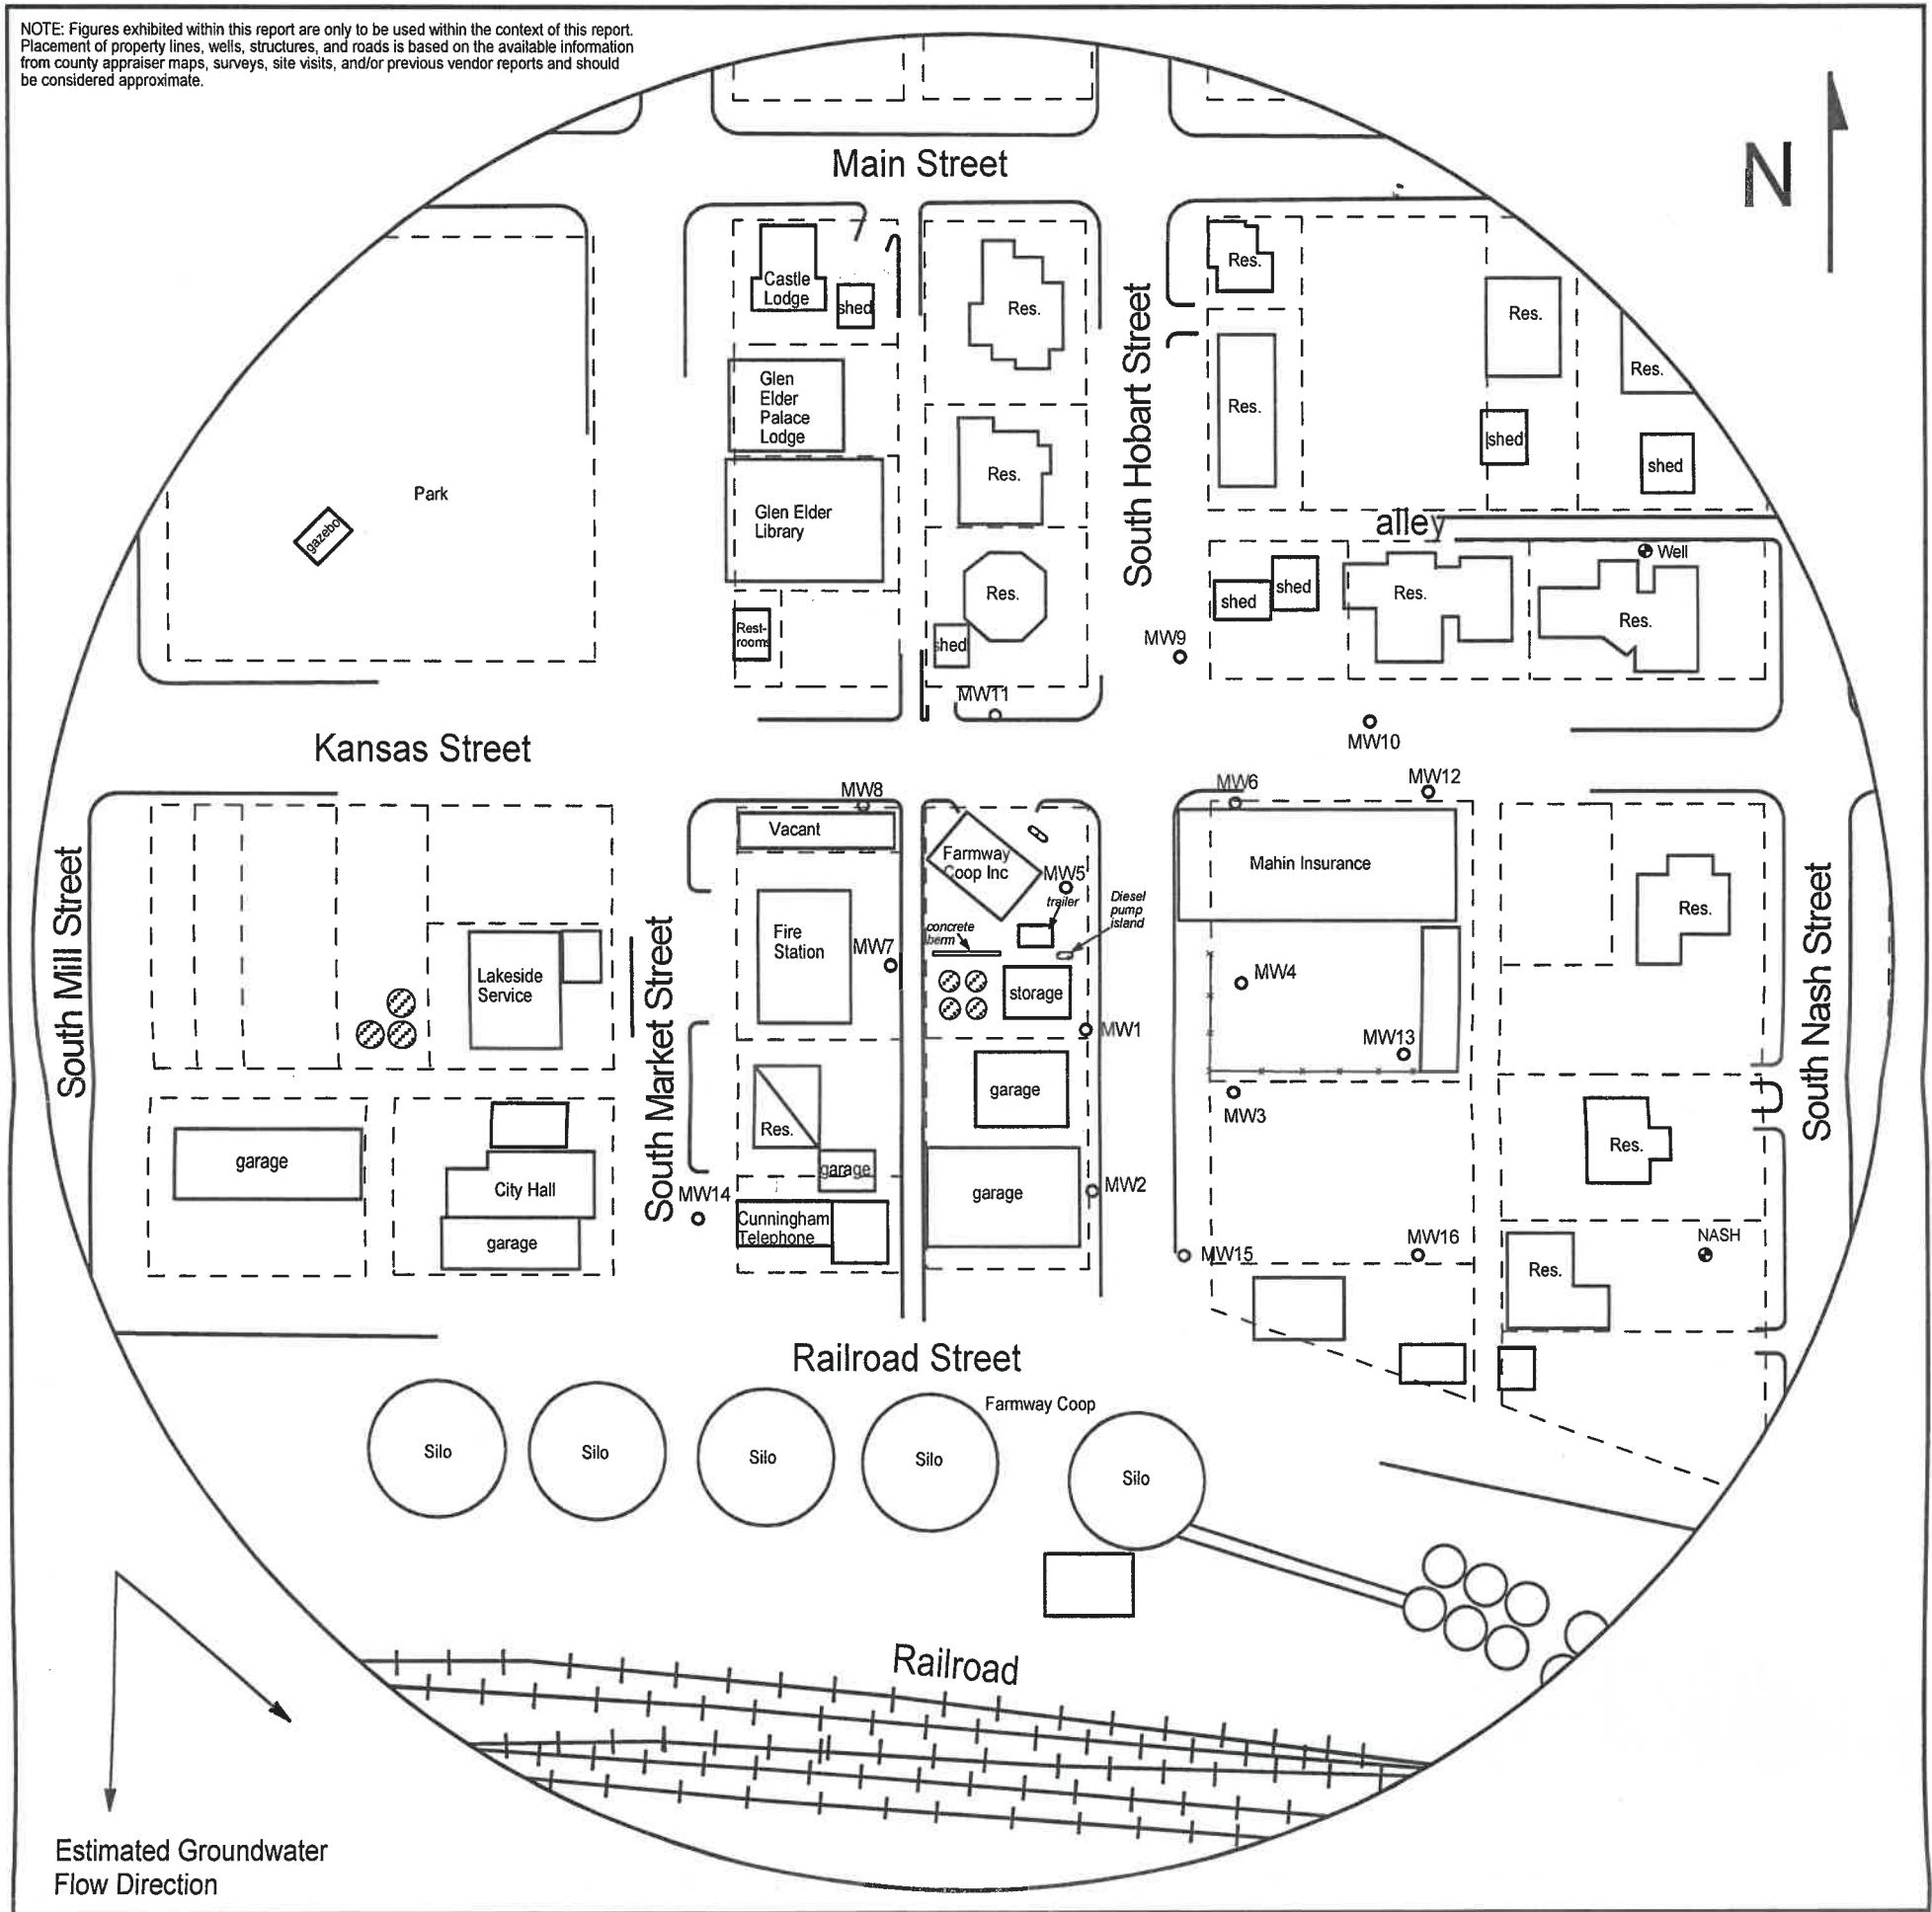 NOTE: Figures exhibited within this report are only to be used within the context of this report.
Placement of property lines, wells, structures, and roads is based on the available information
from county appraiser maps, surveys, site visits, and/or previous vendor reports and should
be considered approximate.
Main Street
N
Castle
Lodge
shed
Res.
Res.
Res.
Res.
Glen
Elder
Palace
Lodge
Res.
South Hobart Street
shed
shed
Park
gazebo
Glen Elder
Library
Res.
alley
Well
Rest-
rooms
Res.
shed
shed
shed
Res.
Res.
MW9
MW11
MW10
Kansas Street
MW8
MW6
MW12
Vacant
Farmway
Coop Inc
MW5
trailer
Diesel
pump
island
Mahin Insurance
Res.
South Mill Street
Lakeside
Service
South Market Street
Fire
Station
MW7
concrete
berm
storage
MW1
MW4
MW13
South Nash Street
garage
MW3
Res.
garage
Res.
garage
City Hall
garage
MW14
Cunningham
Telephone
garage
MW2
MW15
MW16
NASH
Res.
Railroad Street
Farmway Coop
Silo
Silo
Silo
Silo
Silo
Railroad
Estimated Groundwater
Flow Direction